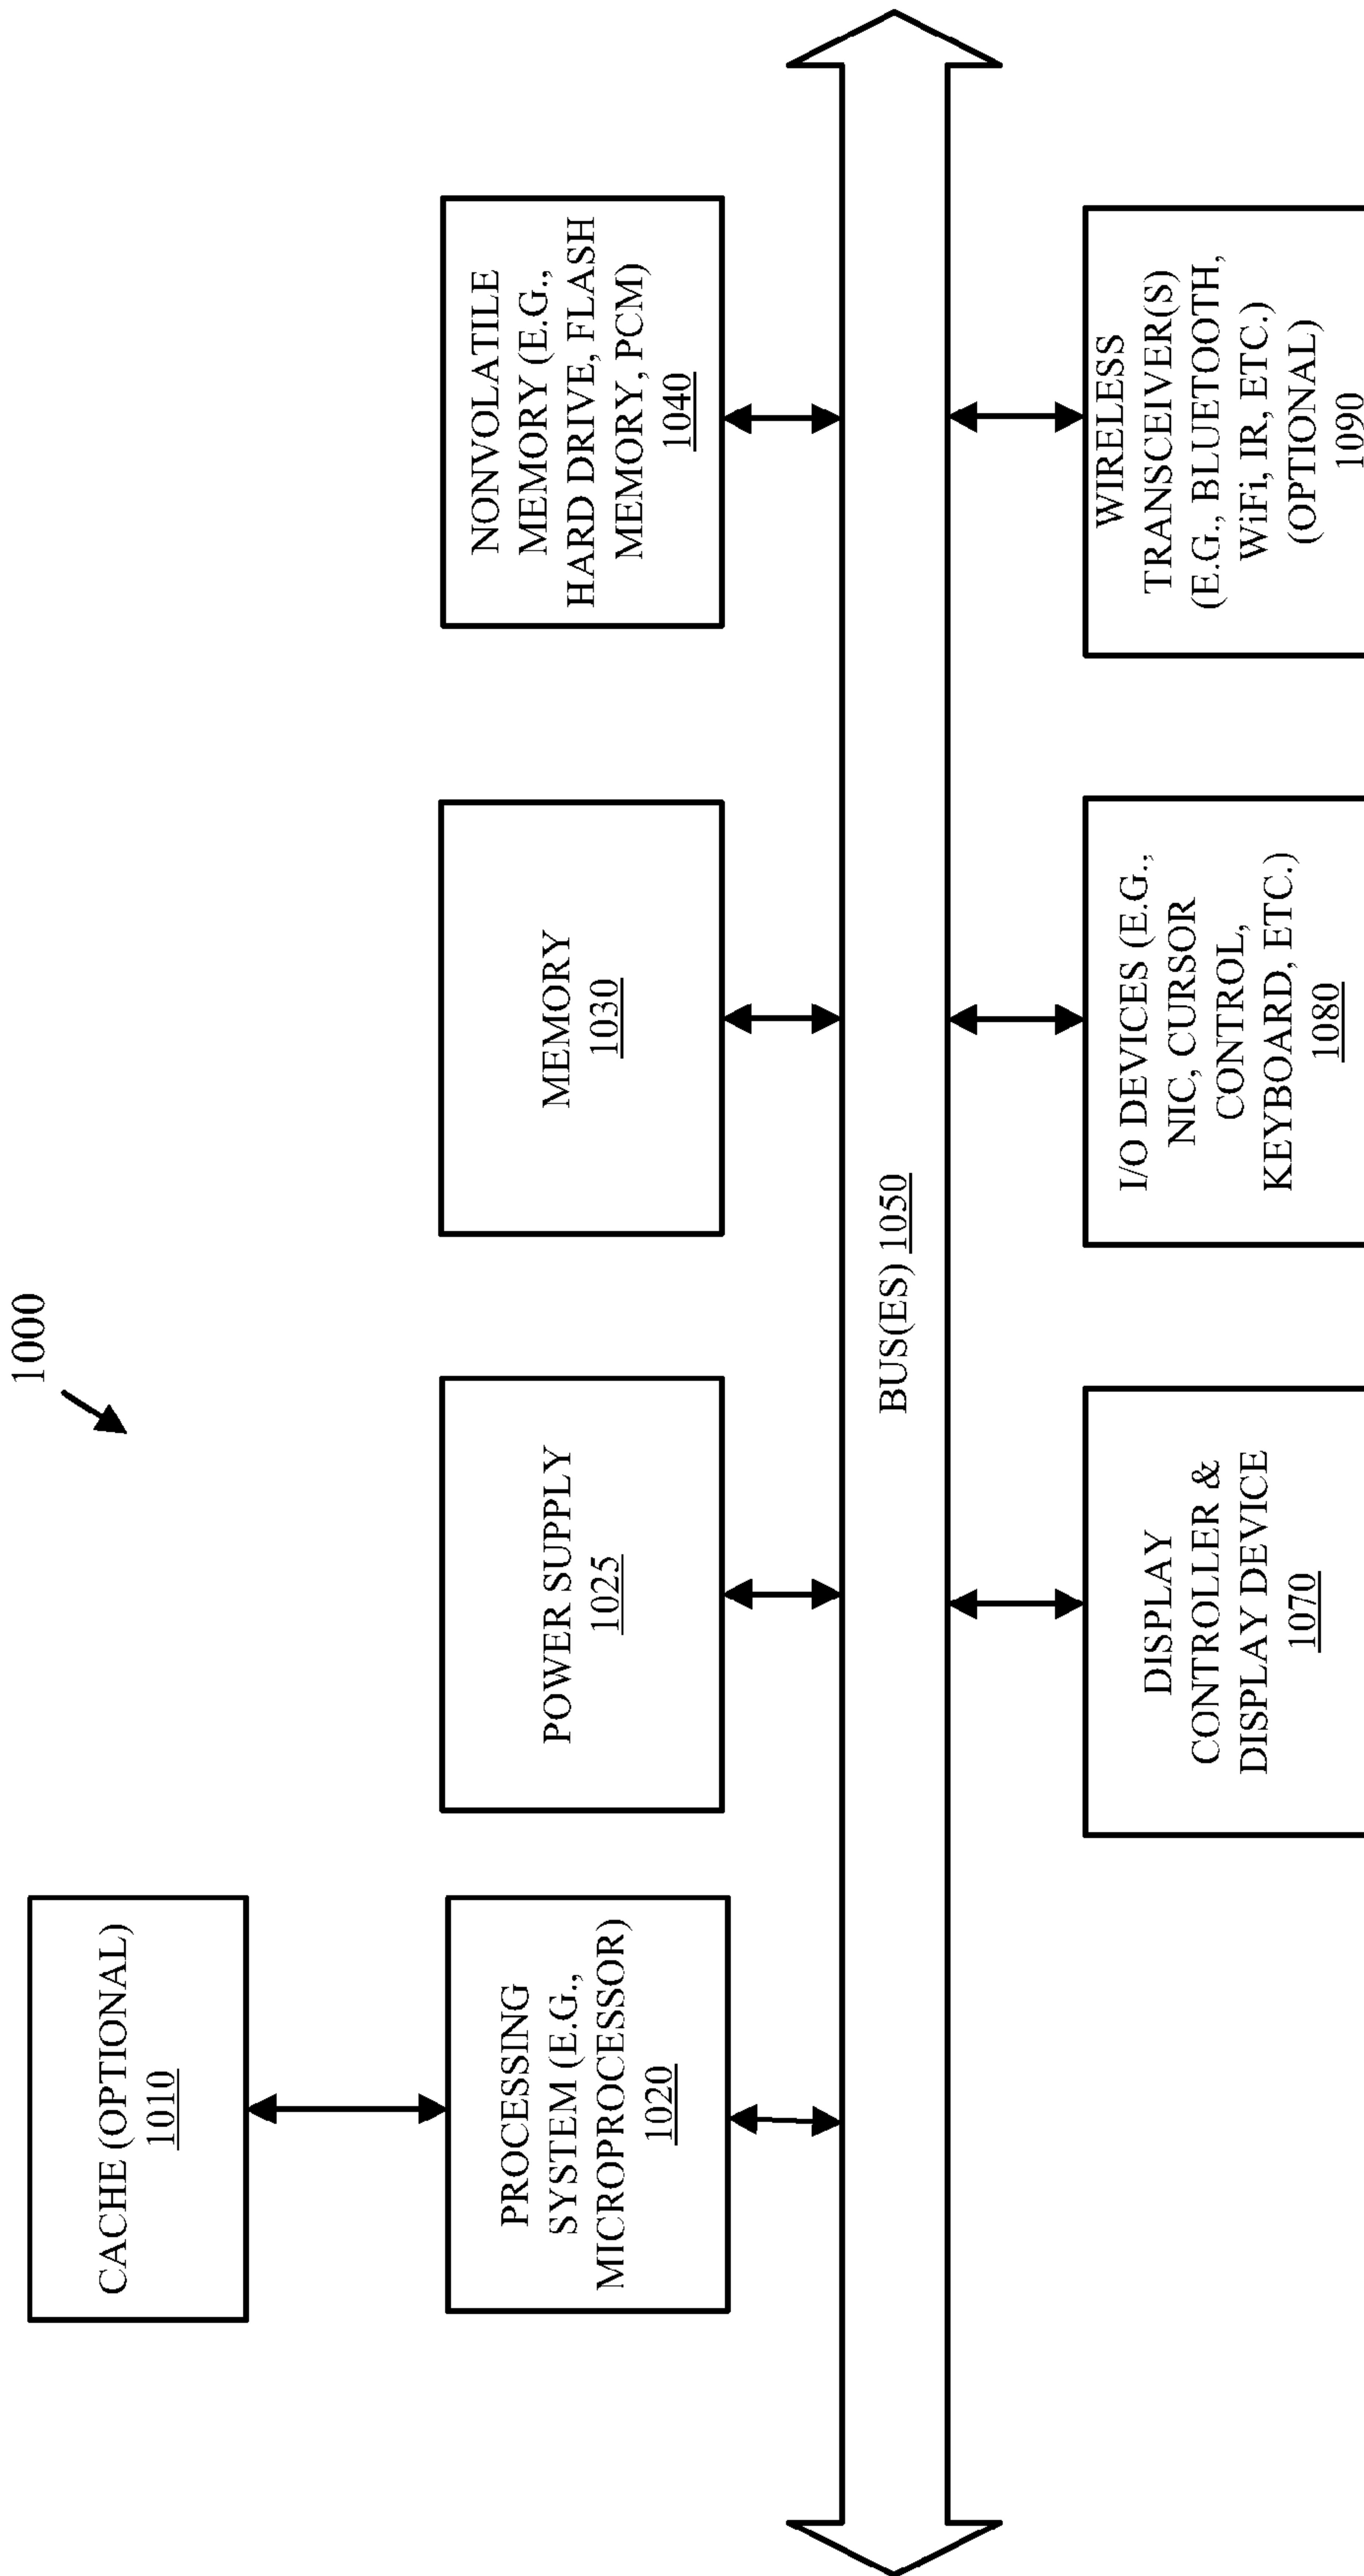 1000
CACHE (OPTIONAL)
1010
PROCESSING
SYSTEM (E.G.,
MICROPROCESSOR)
1020
POWER SUPPLY
1025
MEMORY
1030
NONVOLATILE
MEMORY (E.G.,
HARD DRIVE, FLASH
MEMORY, PCM)
1040
BUS(ES) 1050
DISPLAY
CONTROLLER &
DISPLAY DEVICE
1070
I/O DEVICES (E.G.,
NIC, CURSOR
CONTROL,
KEYBOARD, ETC.)
1080
WIRELESS
TRANSCEIVER(S)
(E.G., BLUETOOTH,
WiFi, IR, ETC.)
(OPTIONAL)
1090